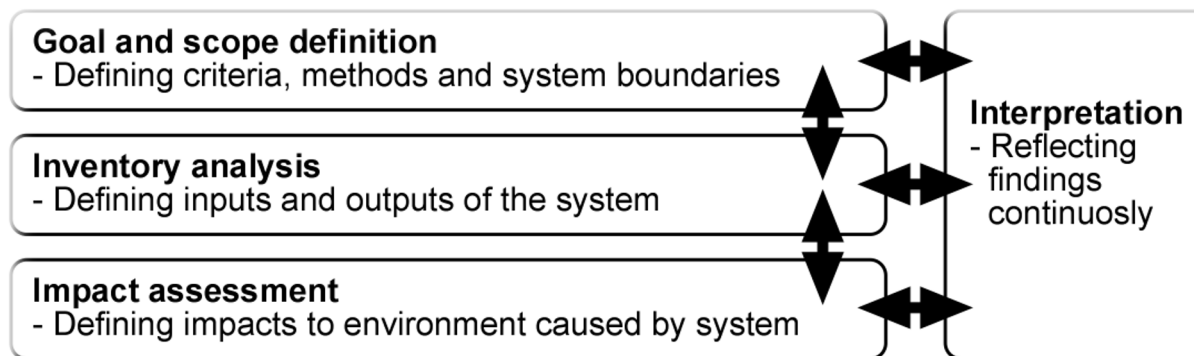 Goal and scope definition
- Defining criteria, methods and system boundaries
Inventory analysis
- Defining inputs and outputs of the system
Impact assessment
- Defining impacts to environment caused by system
Interpretation
- Reflecting
findings
continuosly